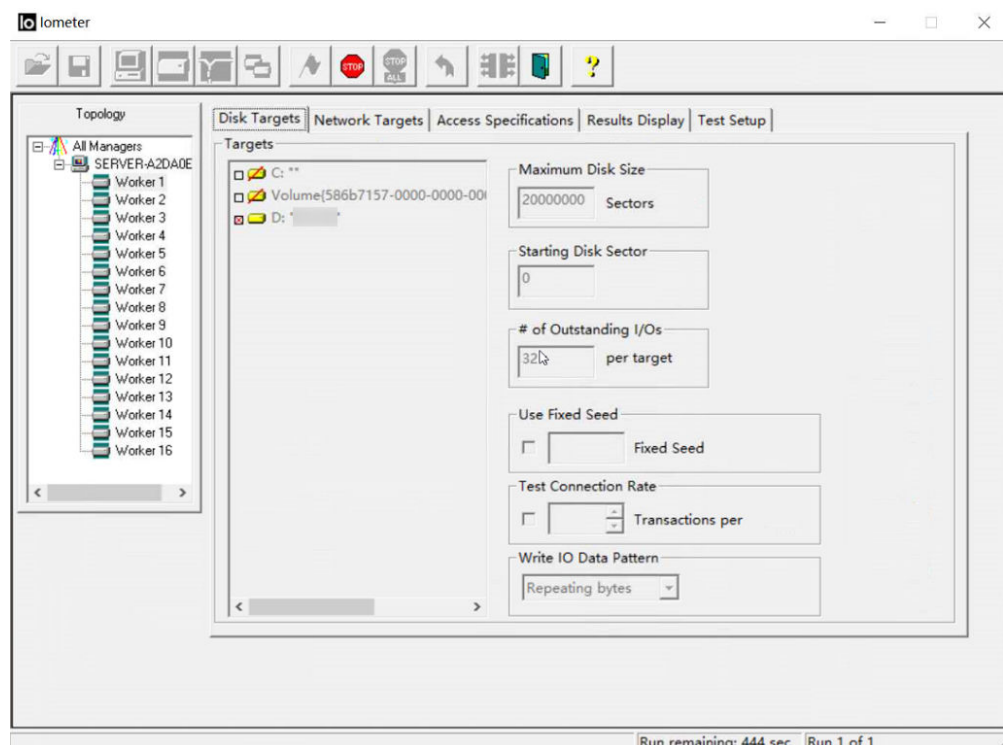 Iometer
STOP
STOP
ALL
?
Topology
All Managers
SERVER-A2DA0E
Worker 1
Worker 2
Worker 3
Worker 4
Worker 5
Worker 6
Worker 7
Worker 8
Worker 9
Worker 10
Worker 11
Worker 12
Worker 13
Worker 14
Worker 15
Worker 16
Disk Targets Network Targets Access Specifications Results Display Test Setup
Targets
C: ""
Volume{586b7157-0000-0000-00
D: "
Maximum Disk Size
20000000 Sectors
Starting Disk Sector
0
# of Outstanding I/Os
32 per target
Use Fixed Seed
Fixed Seed
Test Connection Rate
Transactions per
Write IO Data Pattern
Repeating bytes
Run remaining: 444 sec Run 1 of 1